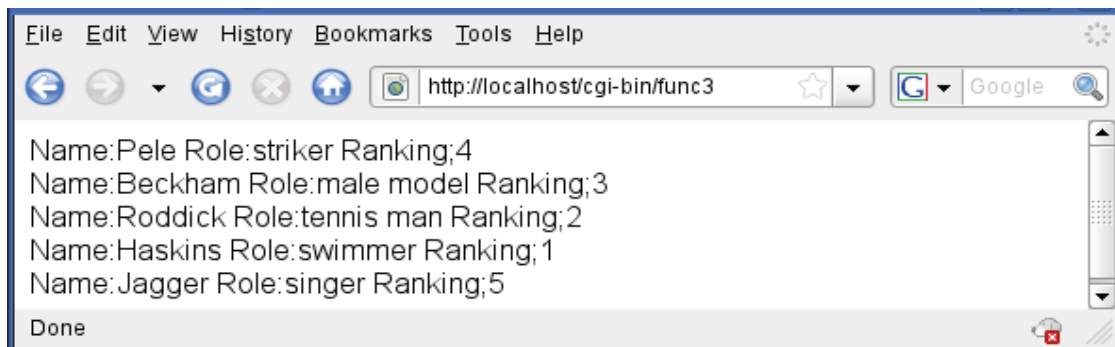 File Edit View History Bookmarks Tools Help
http://localhost/cgi-bin/func3 G Google
Name:Pele Role:striker Ranking;4
Name:Beckham Role:male model Ranking;3
Name:Roddick Role:tennis man Ranking;2
Name:Haskins Role:swimmer Ranking;1
Name:Jagger Role:singer Ranking;5
Done